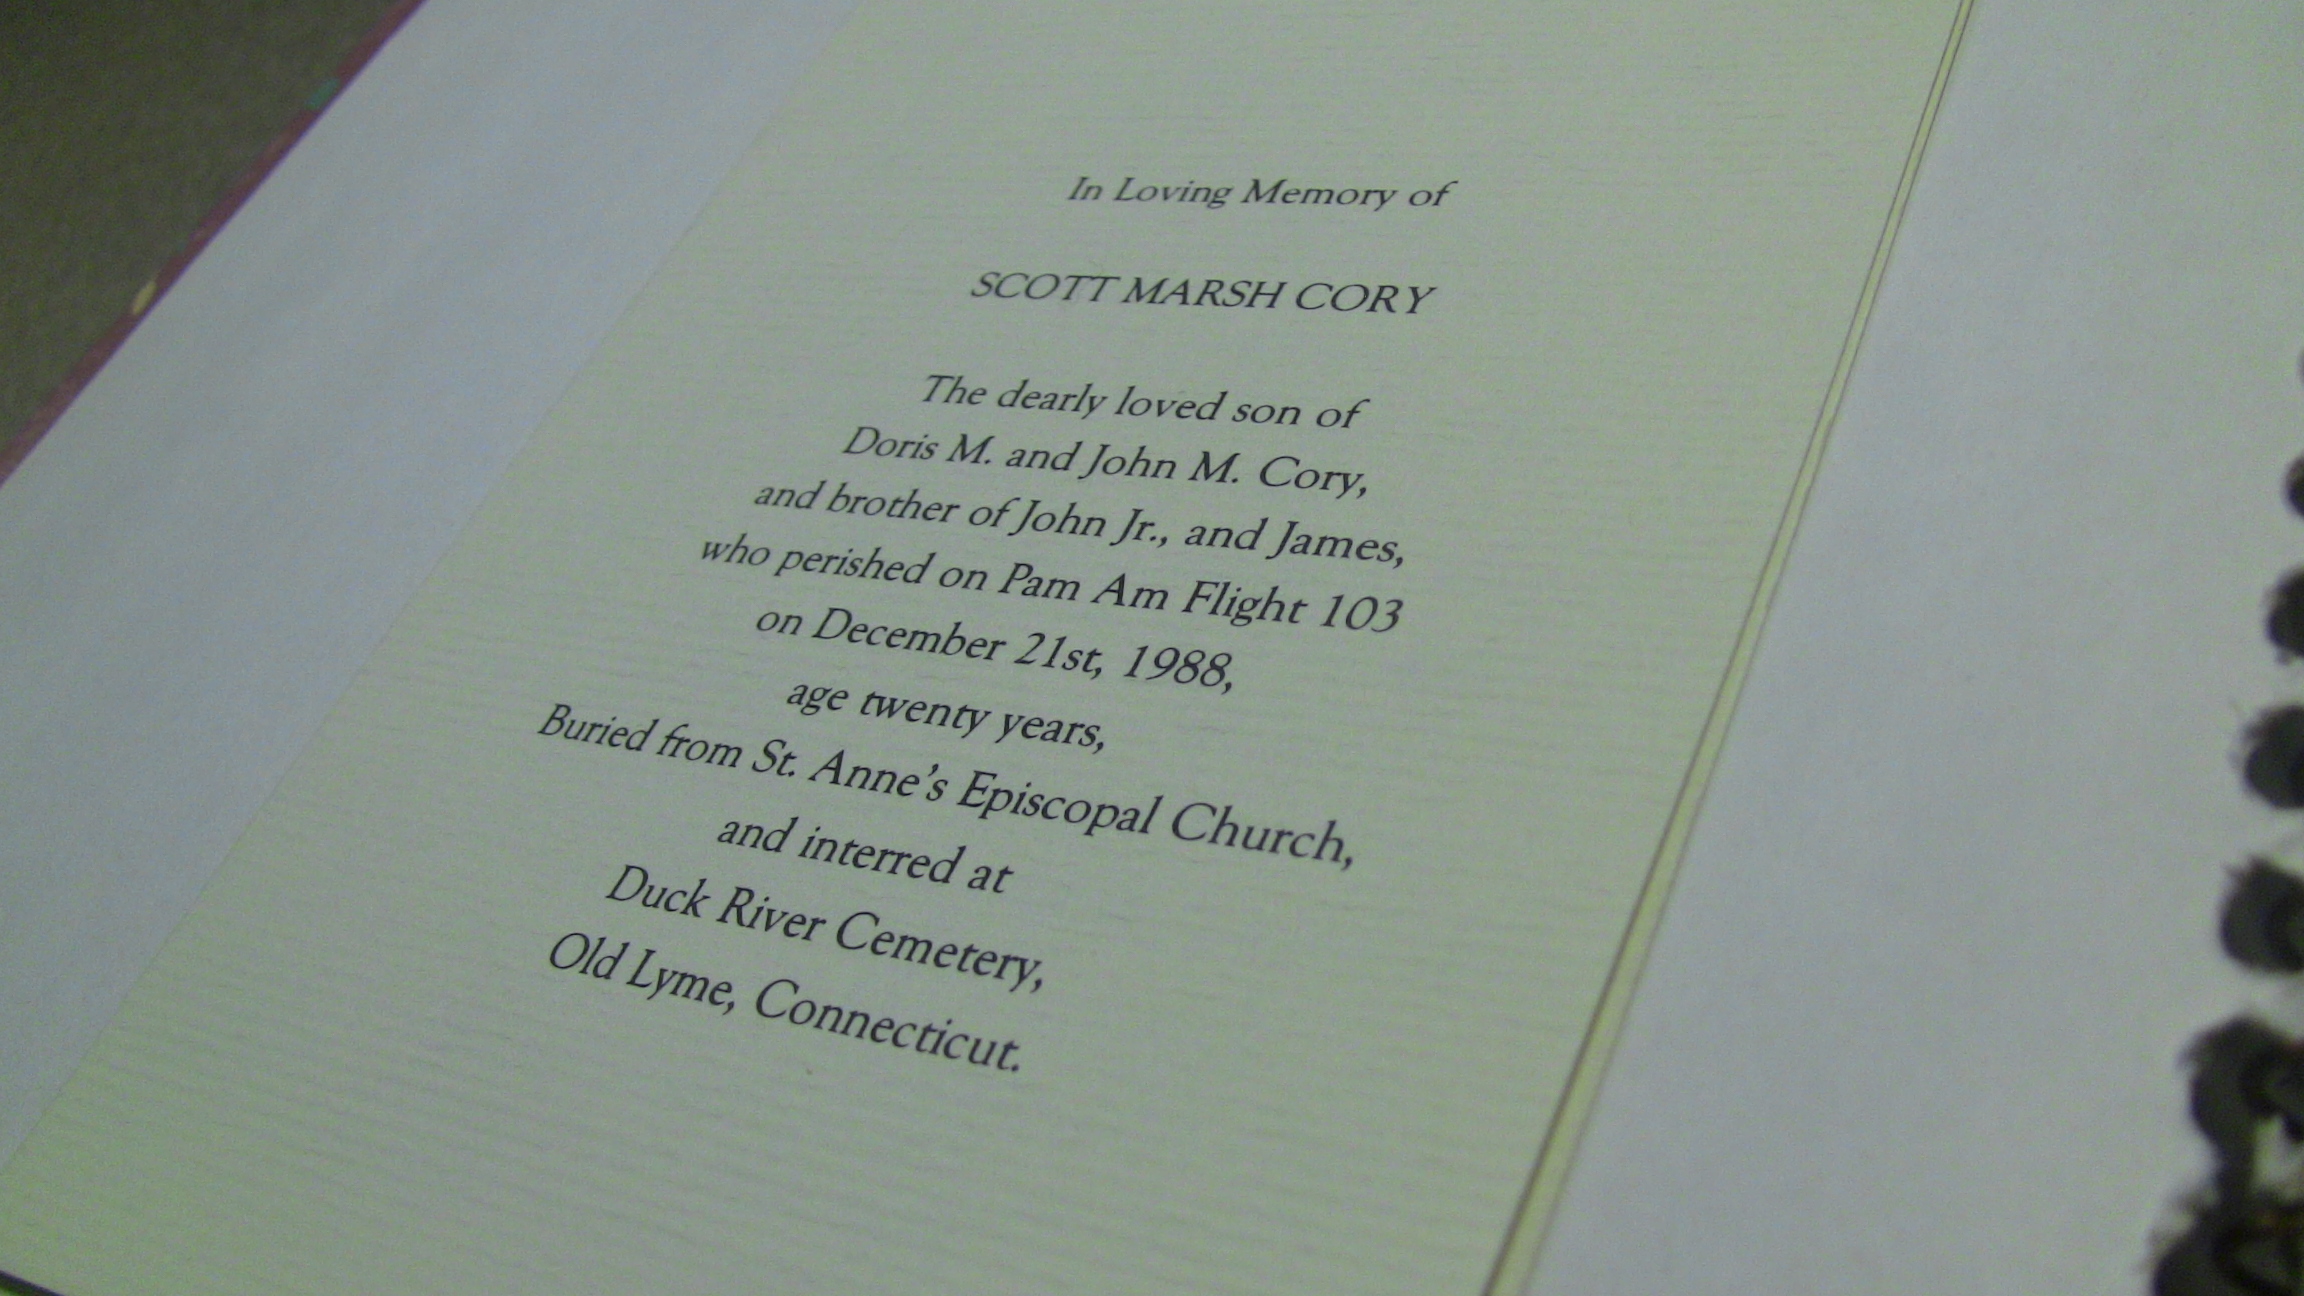 In Loving Memory of
SCOTT MARSH CORY
The dearly loved son of
Doris M. and John M. Cory,
and brother of John Jr., and James,
who perished on Pam Am Flight 103
on December 21st, 1988,
age twenty years,
Buried from St. Anne's Episcopal Church,
and interred at
Duck River Cemetery,
Old Lyme, Connecticut.